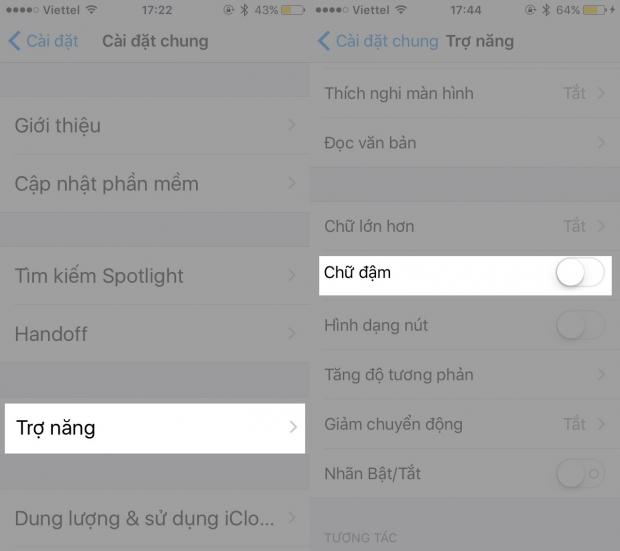 Viettel 17:22 43%
Cài đặt Cài đặt chung
Giới thiệu
Cập nhật phần mềm
Tìm kiếm Spotlight
Handoff
Trợ năng
Dung lượng & sử dụng iClo...
Viettel 17:44 64%
Cài đặt chung Trợ năng
Thích nghi màn hình Tắt
Đọc văn bản
Chữ lớn hơn Tắt
Chữ đậm
Hình dạng nút
Tăng độ tương phản
Giảm chuyển động Tắt
Nhãn Bật/Tắt
TƯƠNG TÁC